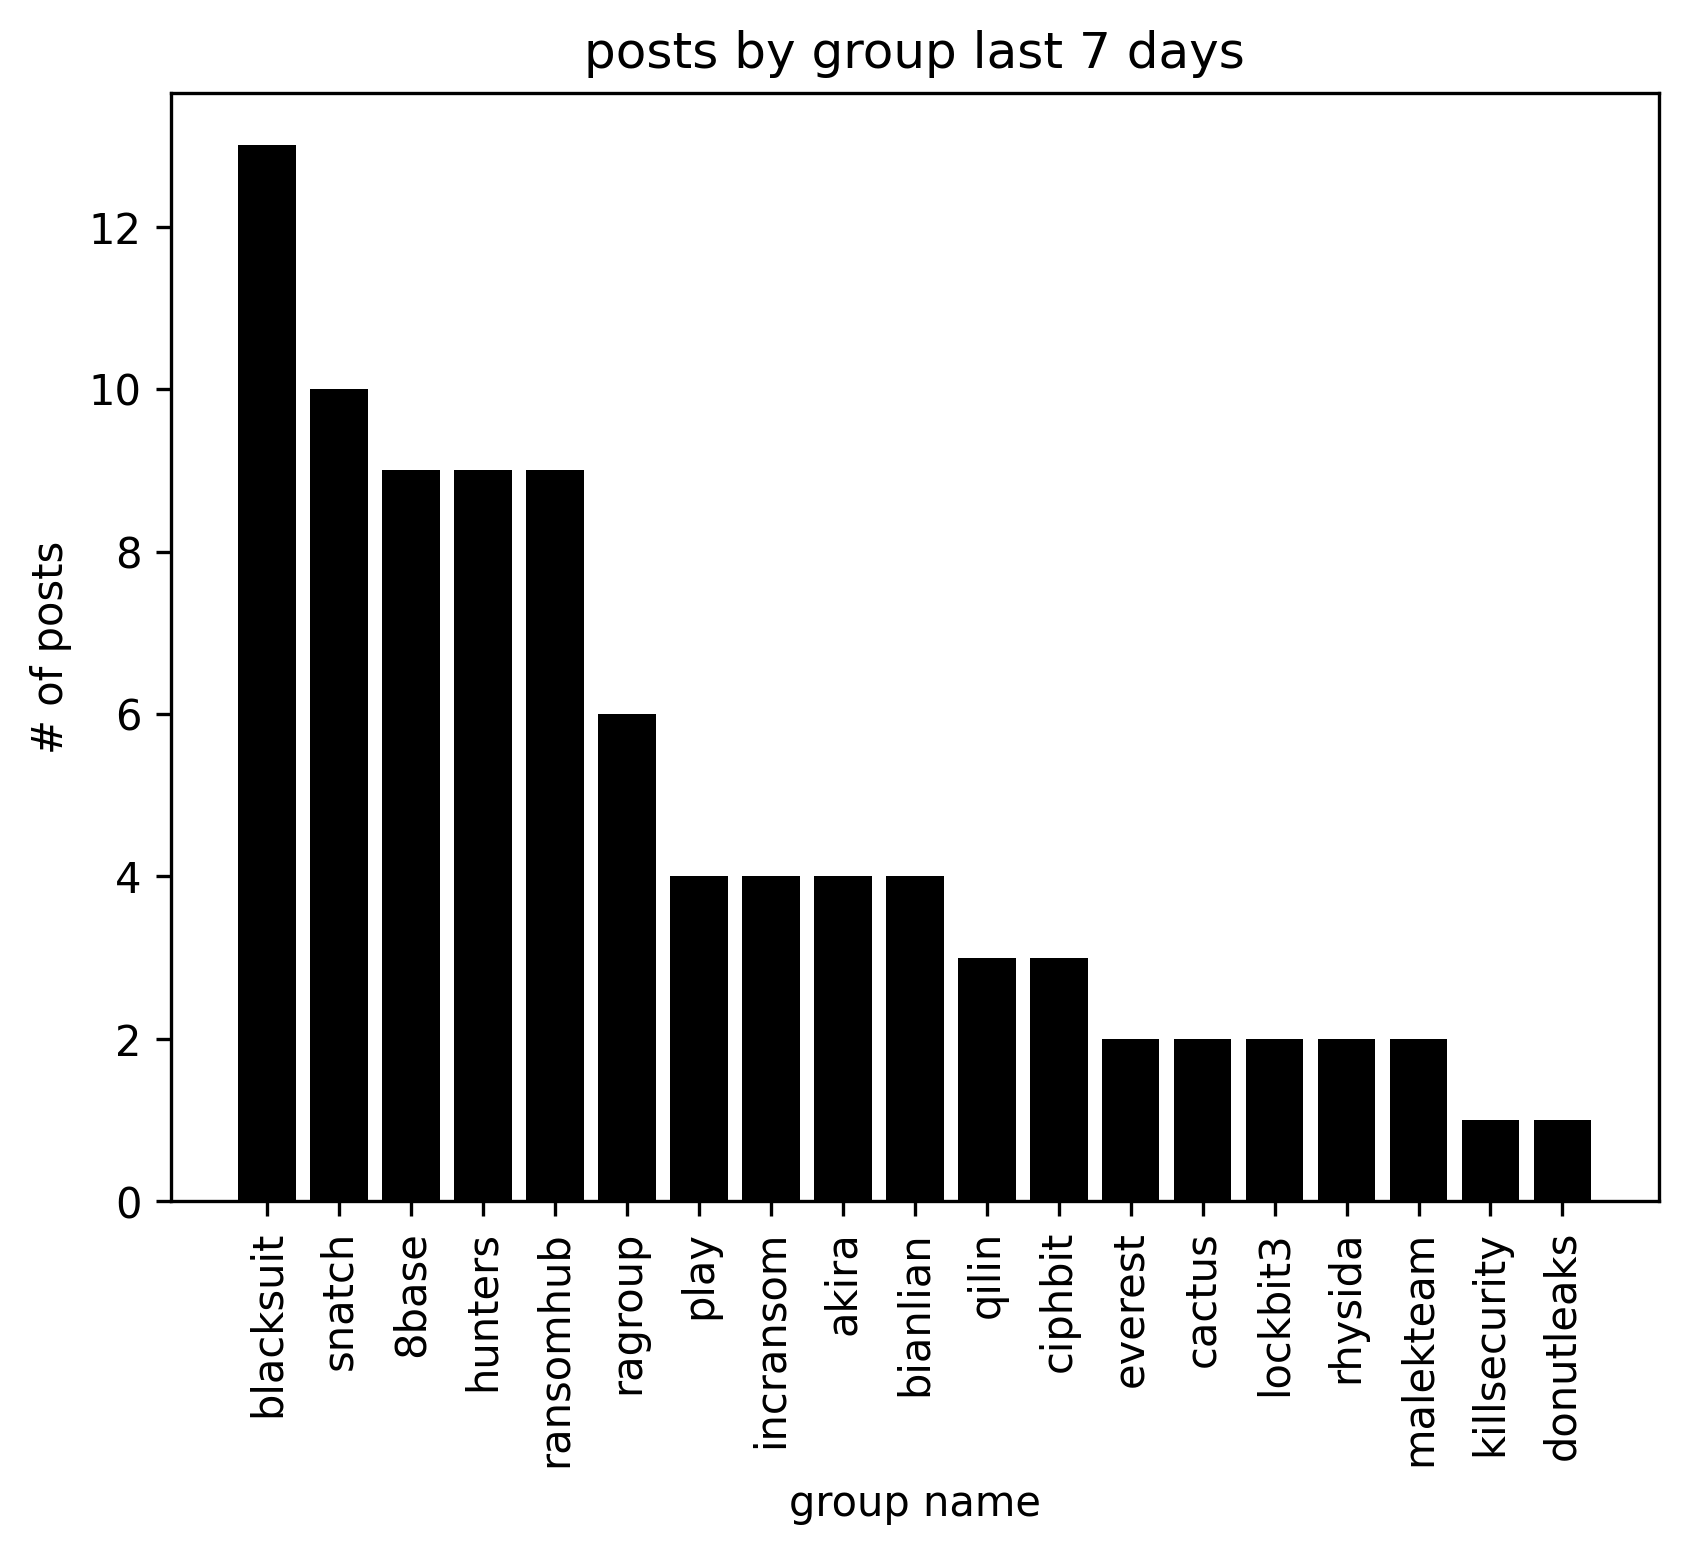 posts by group last 7 days
12
10
8
6
4
2
0
# of posts
blacksuit
snatch
8base
hunters
ransomhub
ragroup
play
incransom
akira
bianlian
qilin
ciphbit
everest
cactus
lockbit3
rhysida
malekteam
killsecurity
donutleaks
group name